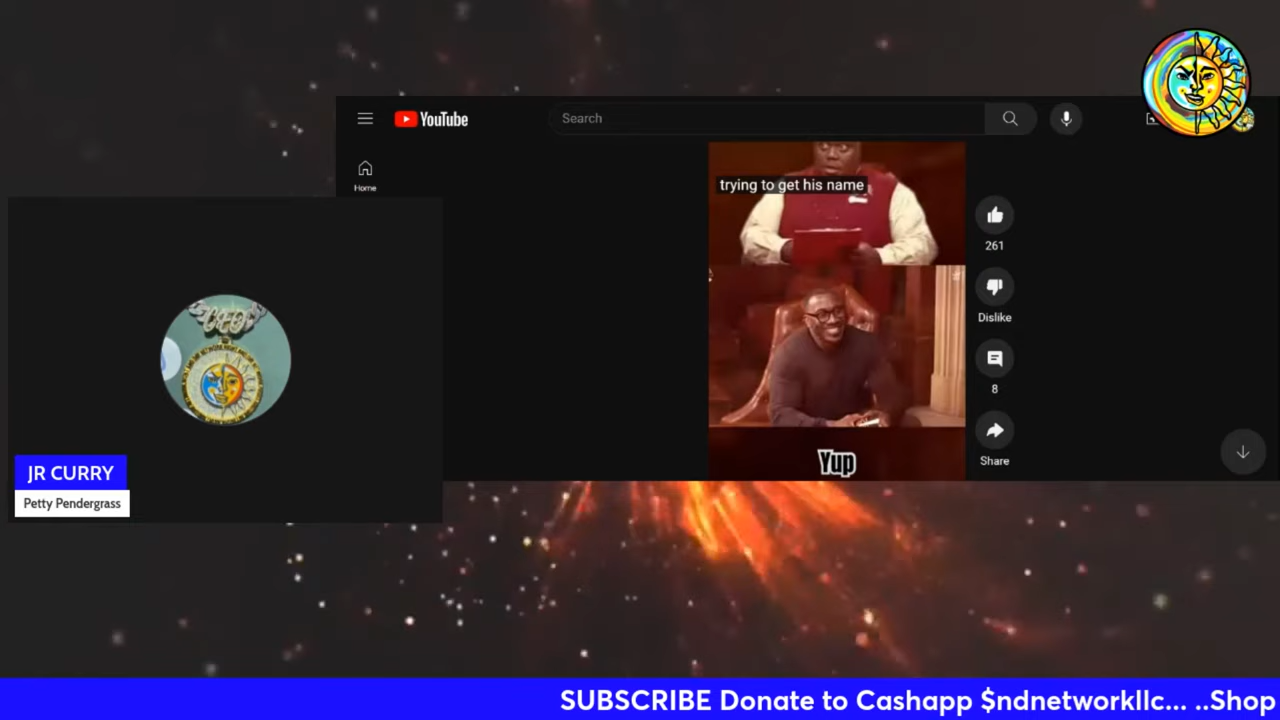 YouTube
Search
Home
trying to get his name
261
Dislike
8
Share
Yup
CEO
JR CURRY
Petty Pendergrass
SUBSCRIBE Donate to Cashapp $ndnetworkllc... ..Shop